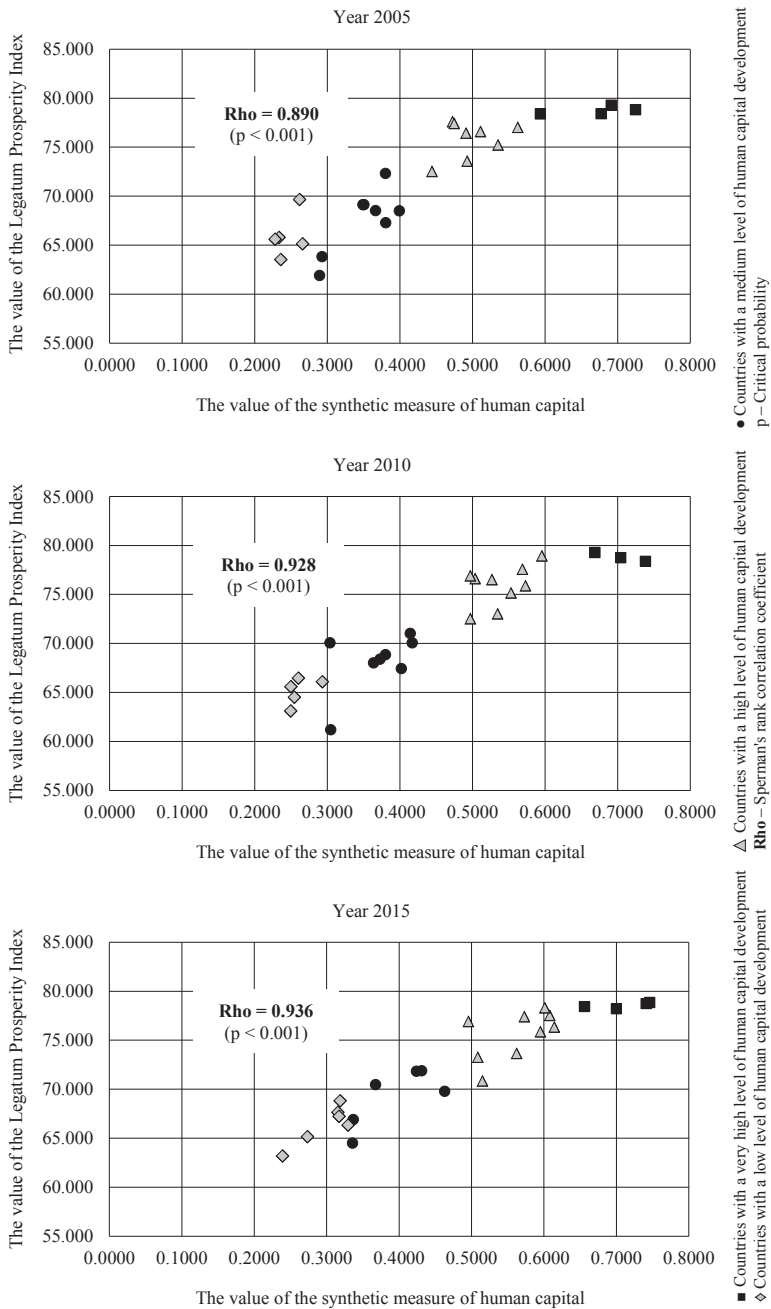 Year 2005
The value of the Legatum Prosperity Index
85.000
80.000
75.000
70.000
65.000
60.000
55.000
Rho = 0.890
(p < 0.001)
0.0000 0.1000 0.2000 0.3000 0.4000 0.5000 0.6000 0.7000 0.8000
The value of the synthetic measure of human capital
Year 2010
The value of the Legatum Prosperity Index
85.000
80.000
75.000
70.000
65.000
60.000
55.000
Rho = 0.928
(p < 0.001)
0.0000 0.1000 0.2000 0.3000 0.4000 0.5000 0.6000 0.7000 0.8000
The value of the synthetic measure of human capital
Year 2015
The value of the Legatum Prosperity Index
85.000
80.000
75.000
70.000
65.000
60.000
55.000
Rho = 0.936
(p < 0.001)
0.0000 0.1000 0.2000 0.3000 0.4000 0.5000 0.6000 0.7000 0.8000
The value of the synthetic measure of human capital
■ Countries with a very high level of human capital development
△ Countries with a high level of human capital development
● Countries with a medium level of human capital development
◇ Countries with a low level of human capital development
Rho – Sperman's rank correlation coefficient
p – Critical probability